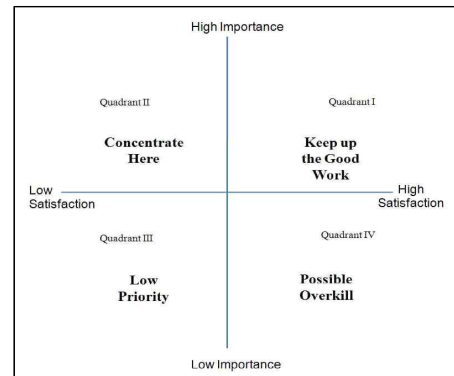 High Importance
Quadrant II
Quadrant I
Concentrate
Here
Keep up
the Good
Work
Low
Satisfaction
High
Satisfaction
Quadrant III
Quadrant IV
Low
Priority
Possible
Overkill
Low Importance